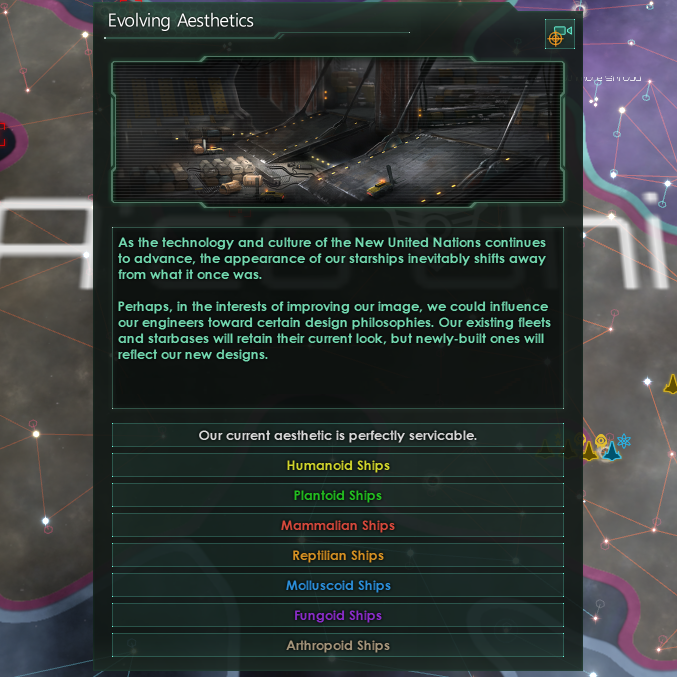 Evolving Aesthetics
As the technology and culture of the New United Nations continues
to advance, the appearance of our starships inevitably shifts away
from what it once was.
Perhaps, in the interests of improving our image, we could influence
our engineers toward certain design philosophies. Our existing fleets
and starbases will retain their current look, but newly-built ones will
reflect our new designs.
Our current aesthetic is perfectly servicable.
Humanoid Ships
Plantoid Ships
Mammalian Ships
Reptilian Ships
Molluscoid Ships
Fungoid Ships
Arthropoid Ships